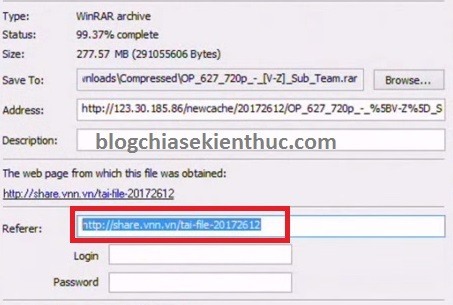 Type: WinRAR archive
Status: 99.37% complete
Size: 277.57 MB (291055606 Bytes)
Save To: wnloads\Compressed\OP_627_720p_-_[V-Z]_Sub_Team.rar Browse...
Address: http://123.30.185.86/newcache/20172612/OP_627_720p_-_%5BV-Z%5D_S
Description: blogchiasekienthuc.com
The web page from which this file was obtained:
http://share.vnn.vn/tai-file-20172612
Referer: http://share.vnn.vn/tai-file-20172612
Login
Password